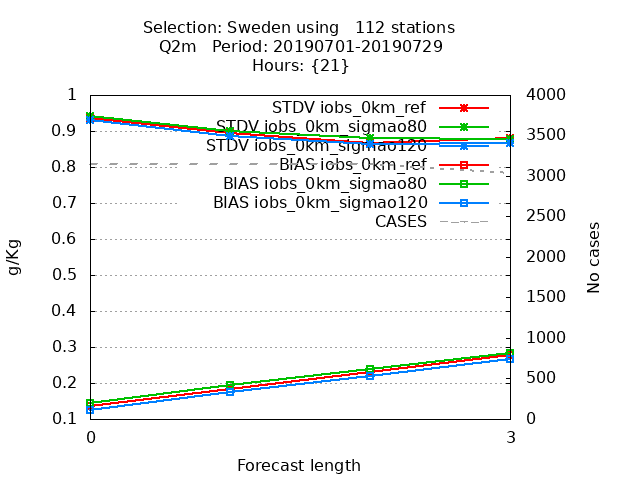 Selection: Sweden using   112 stations
Q2m   Period: 20190701-20190729
Hours: {21}
1
0.9
0.8
0.7
0.6
0.5
0.4
0.3
0.2
0.1
g/Kg
4000
3500
3000
2500
2000
1500
1000
500
0
No cases
STDV iobs_0km_ref
STDV iobs_0km_sigmao80
STDV iobs_0km_sigmao120
BIAS iobs_0km_ref
BIAS iobs_0km_sigmao80
BIAS iobs_0km_sigmao120
CASES
0
3
Forecast length